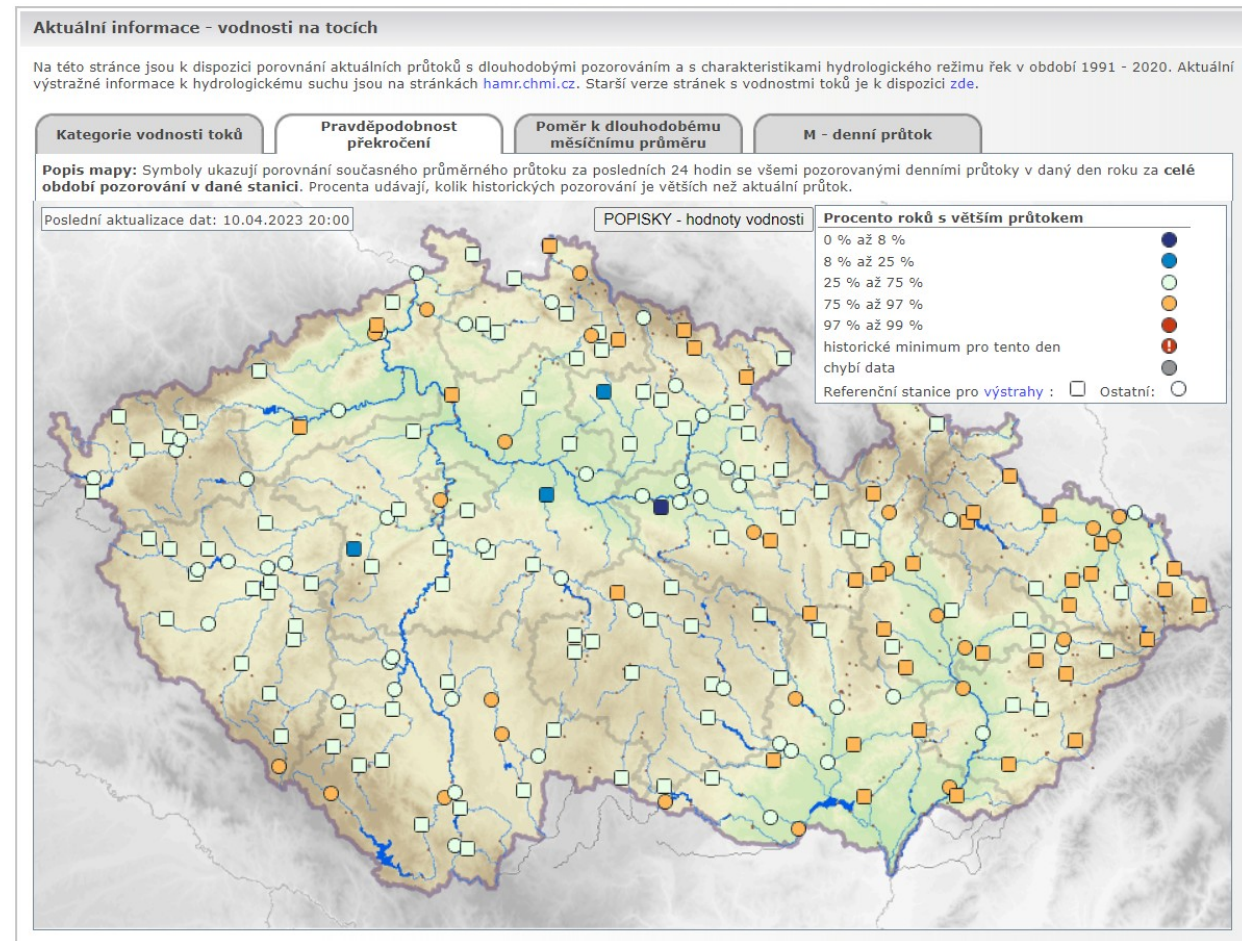 Aktuální informace - vodnosti na tocích
Na této stránce jsou k dispozici porovnání aktuálních průtoků s dlouhodobými pozorováním a s charakteristikami hydrologického režimu řek v období 1991 - 2020. Aktuální
výstražné informace k hydrologickému suchu jsou na stránkách hamr.chmi.cz. Starší verze stránek s vodnostmi toků je k dispozici zde.
Kategorie vodnosti toků
Pravděpodobnost
překročení
Poměr k dlouhodobému
měsíčnímu průměru
M - denní průtok
Popis mapy: Symboly ukazují porovnání současného průměrného průtoku za posledních 24 hodin se všemi pozorovanými denními průtoky v daný den roku za celé
období pozorování v dané stanici. Procenta udávají, kolik historických pozorování je větších než aktuální průtok.
Poslední aktualizace dat: 10.04.2023 20:00
POPISKY - hodnoty vodnosti
Procento roků s větším průtokem
0 % až 8 %
8 % až 25 %
25 % až 75 %
75 % až 97 %
97 % až 99 %
historické minimum pro tento den
chybí data
Referenční stanice pro výstrahy : Ostatní: